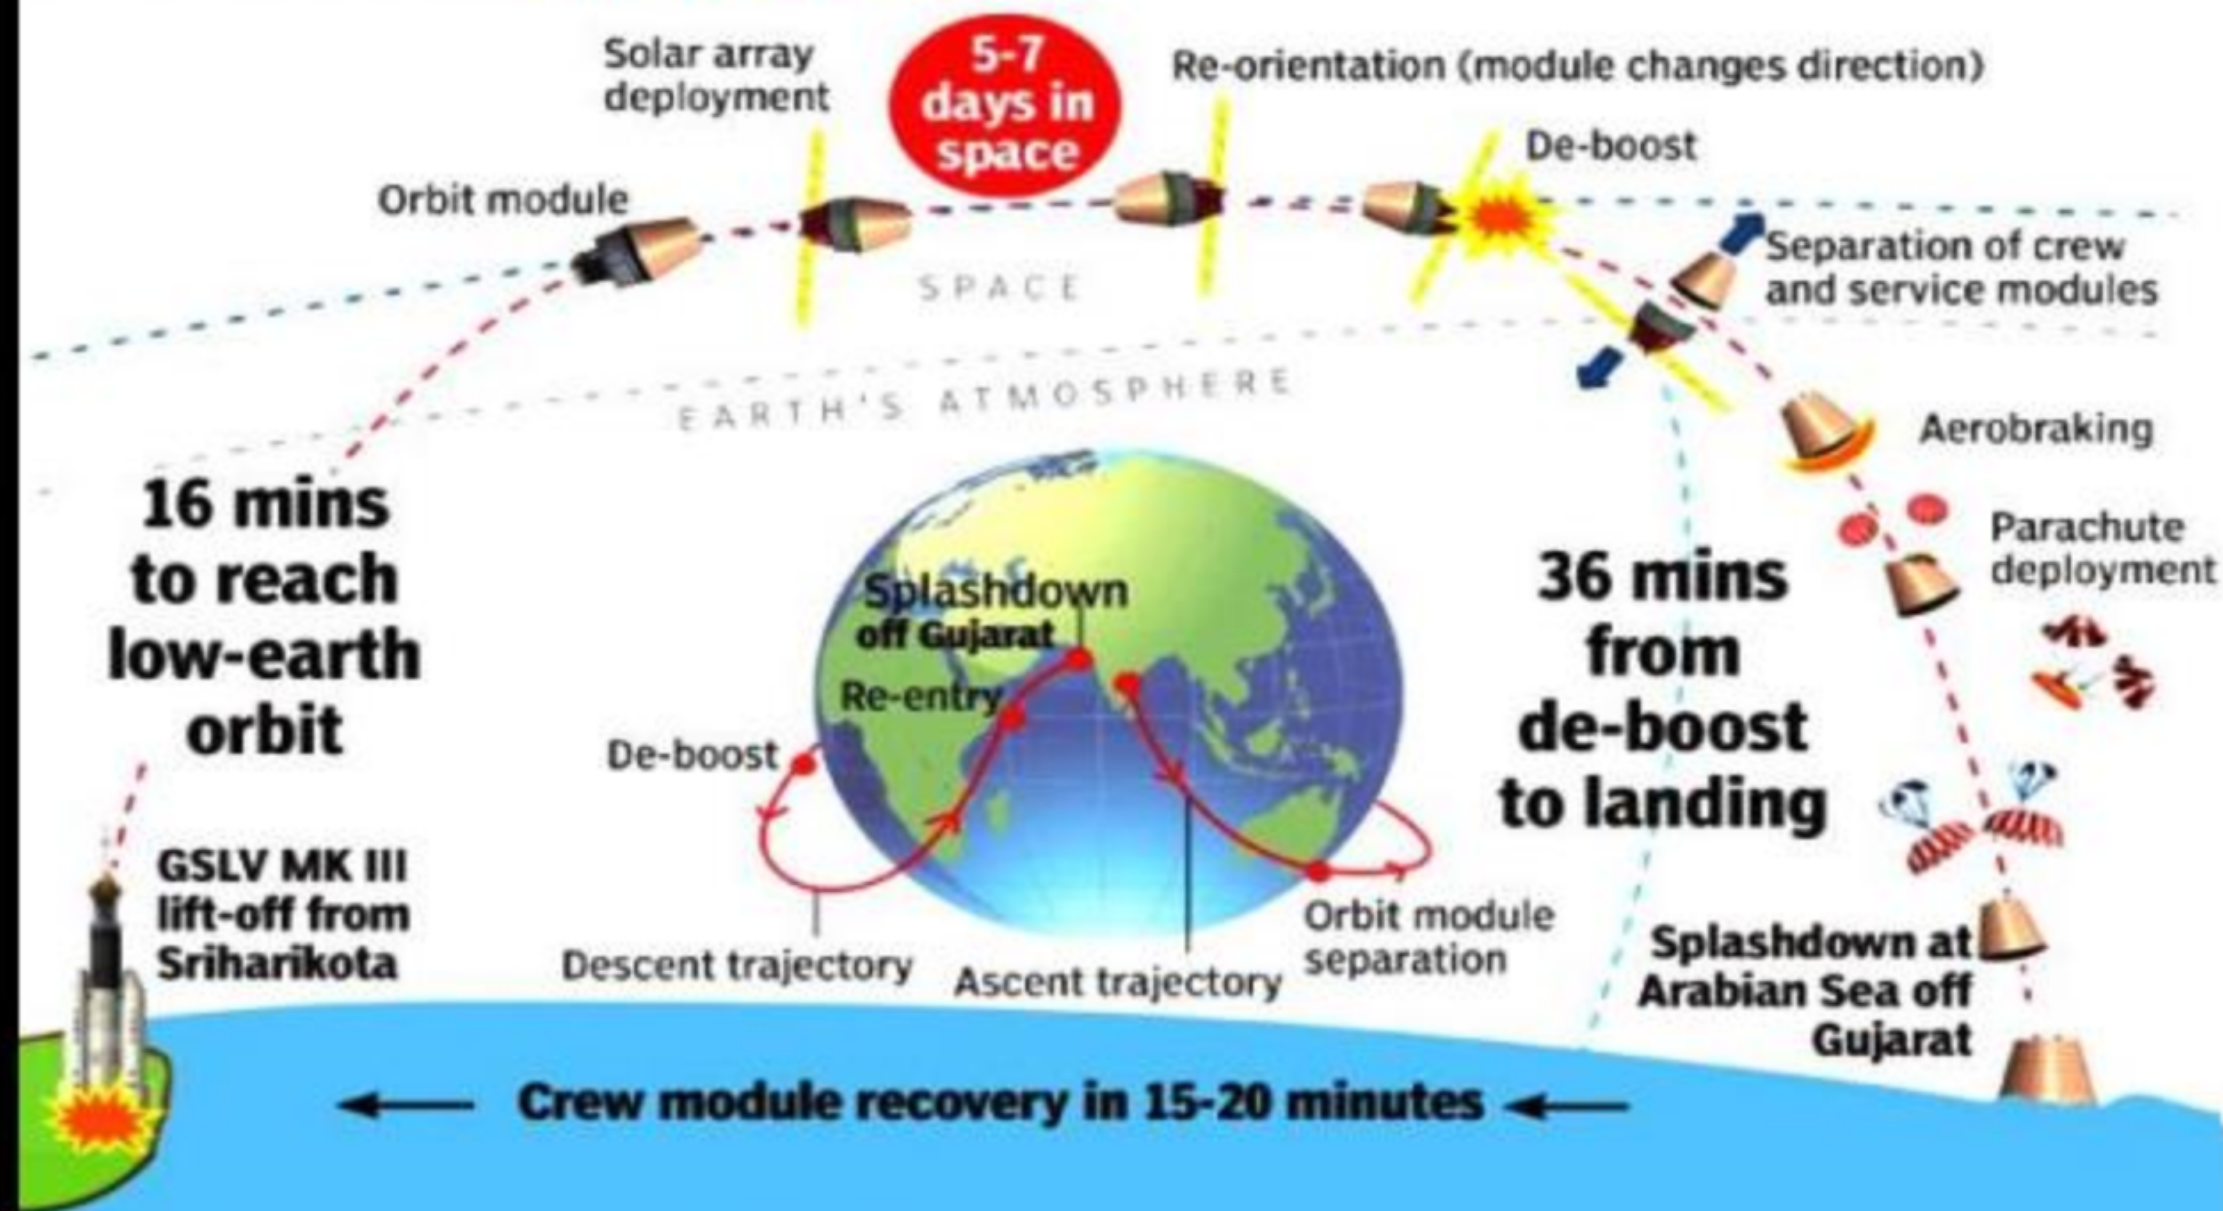 Solar array
deployment
5-7
days in
space
Re-orientation (module changes direction)
De-boost
Orbit module
Separation of crew
and service modules
SPACE
EARTH'S ATMOSPHERE
Aerobraking
16 mins
to reach
low-earth
orbit
Parachute
deployment
36 mins
from
de-boost
to landing
Splashdown
off Gujarat
Re-entry
De-boost
GSLV MK III
lift-off from
Sriharikota
Descent trajectory
Ascent trajectory
Orbit module
separation
Splashdown at
Arabian Sea off
Gujarat
Crew module recovery in 15-20 minutes